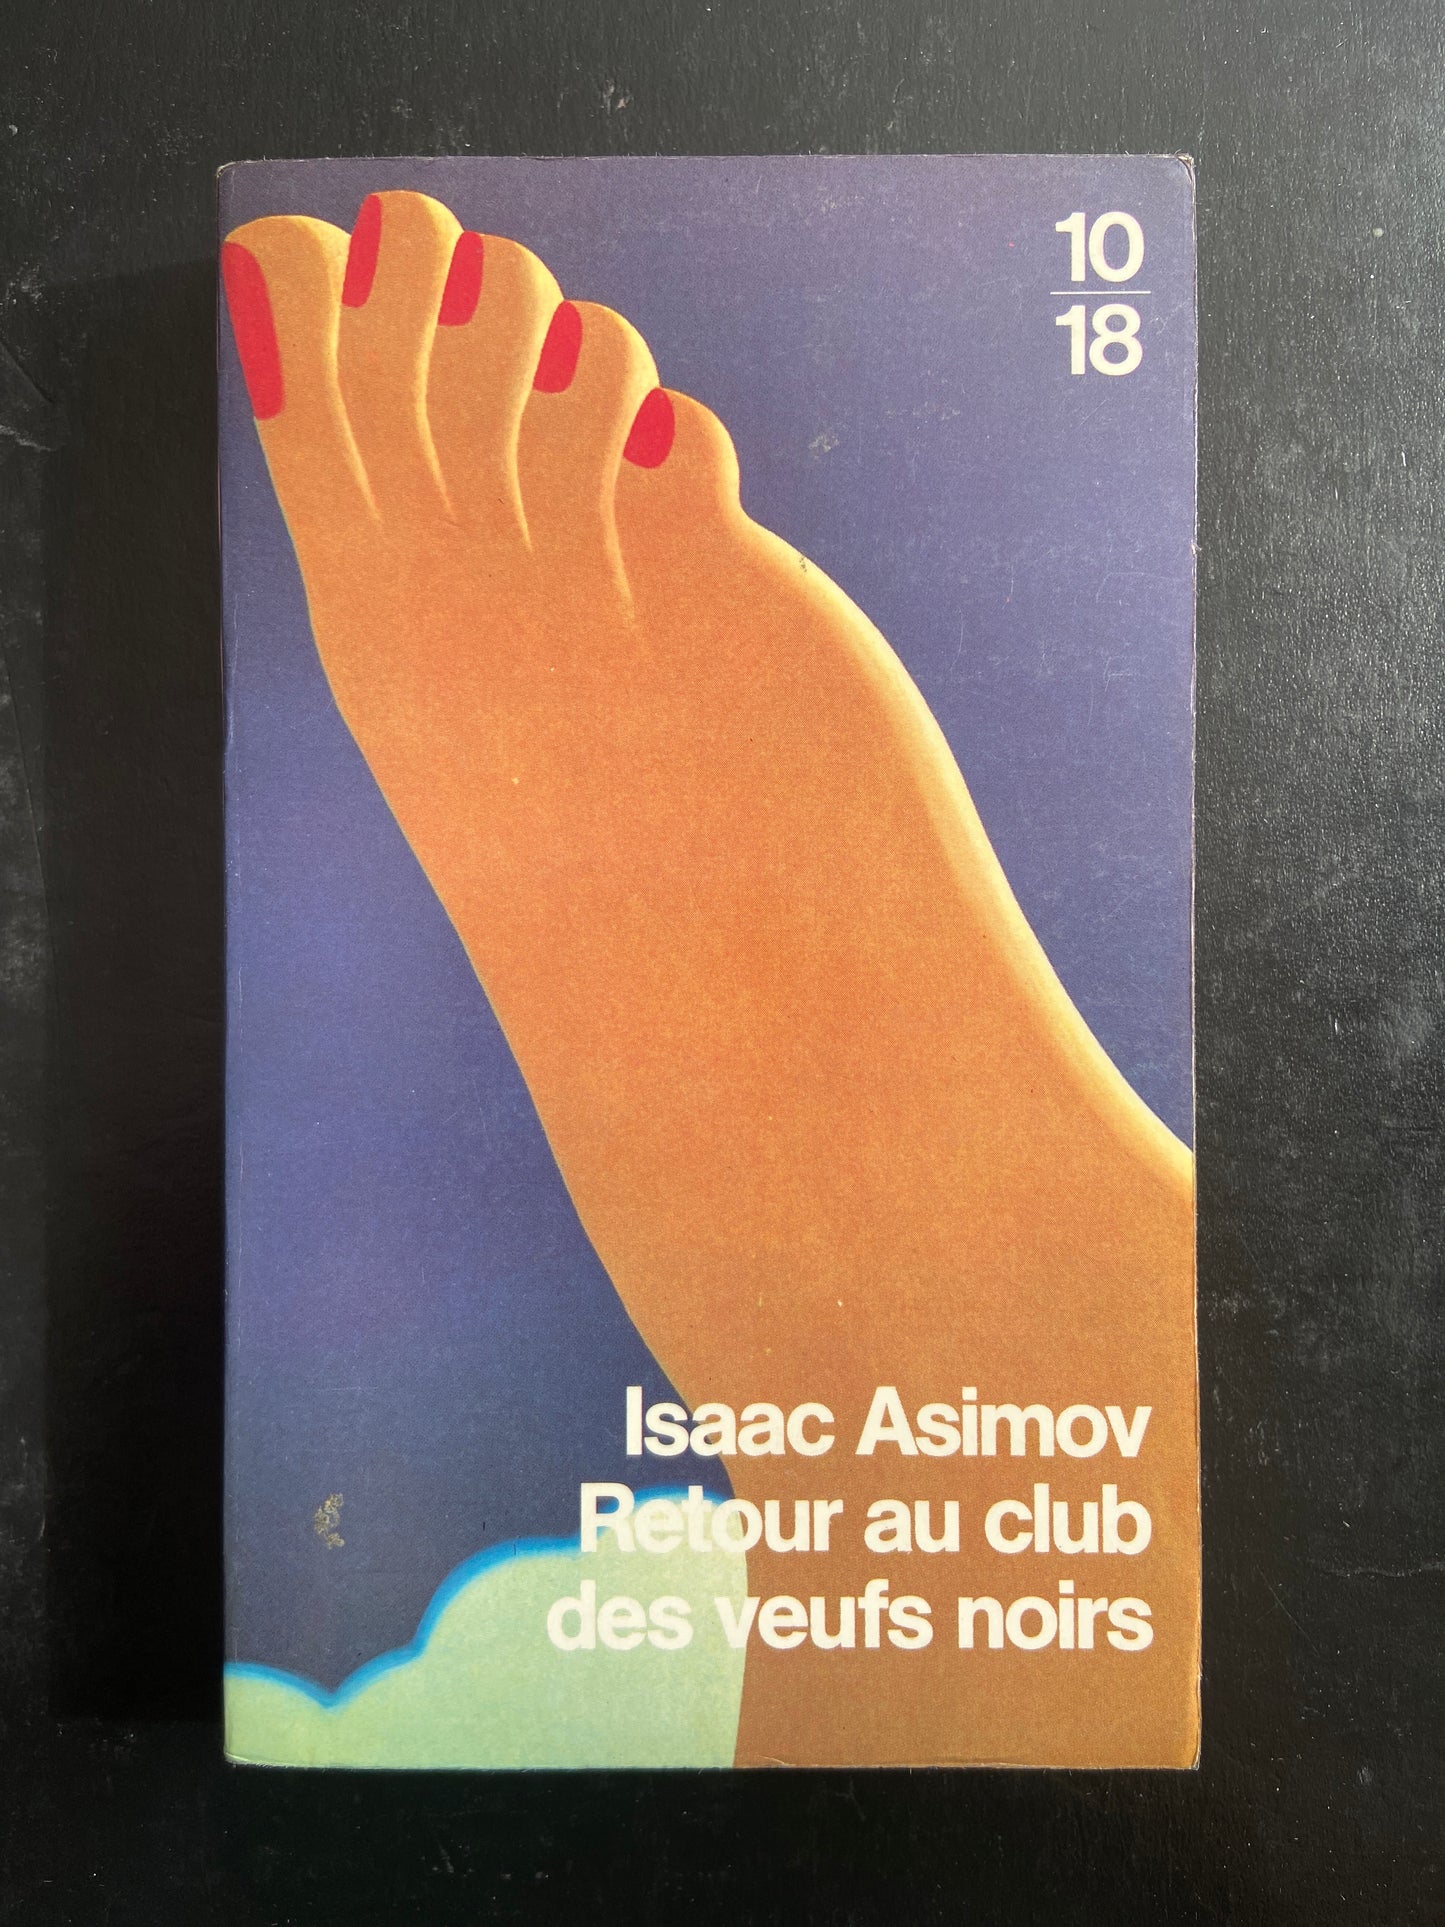 10
18
Isaac Asimov
Retour au club
des veufs noirs